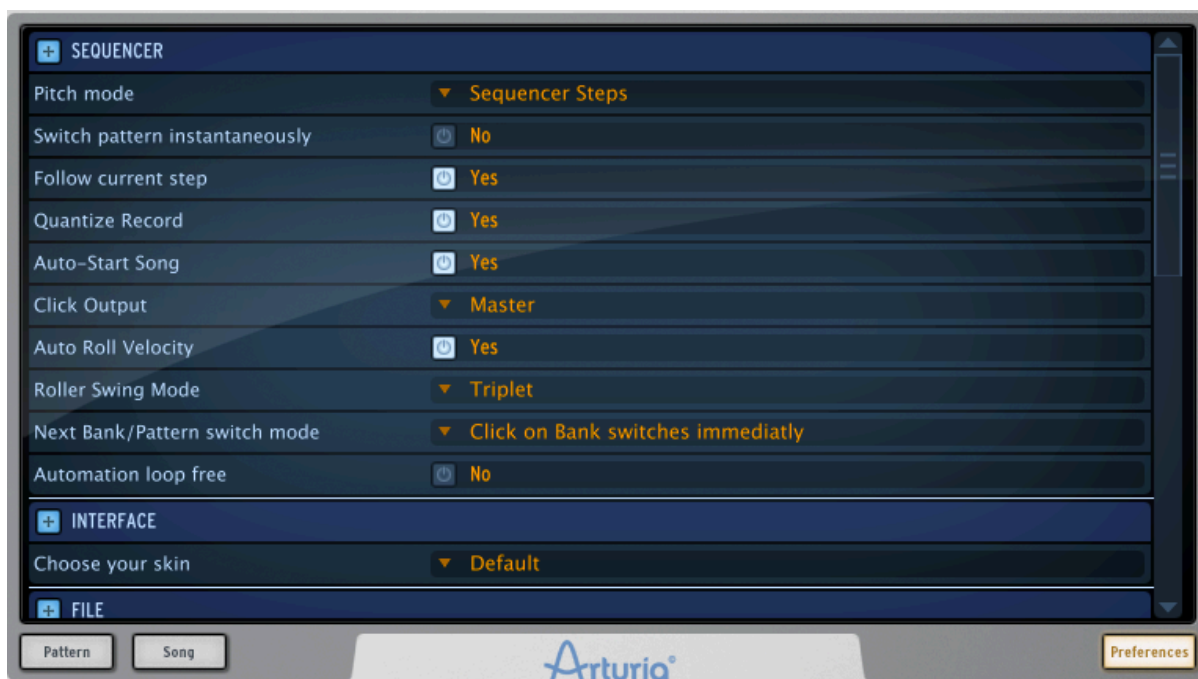 SEQUENCER
Pitch mode Sequencer Steps
Switch pattern instantaneously No
Follow current step Yes
Quantize Record Yes
Auto-Start Song Yes
Click Output Master
Auto Roll Velocity Yes
Roller Swing Mode Triplet
Next Bank/Pattern switch mode Click on Bank switches immediatly
Automation loop free No
INTERFACE
Choose your skin Default
FILE
Pattern Song Arturia® Preferences